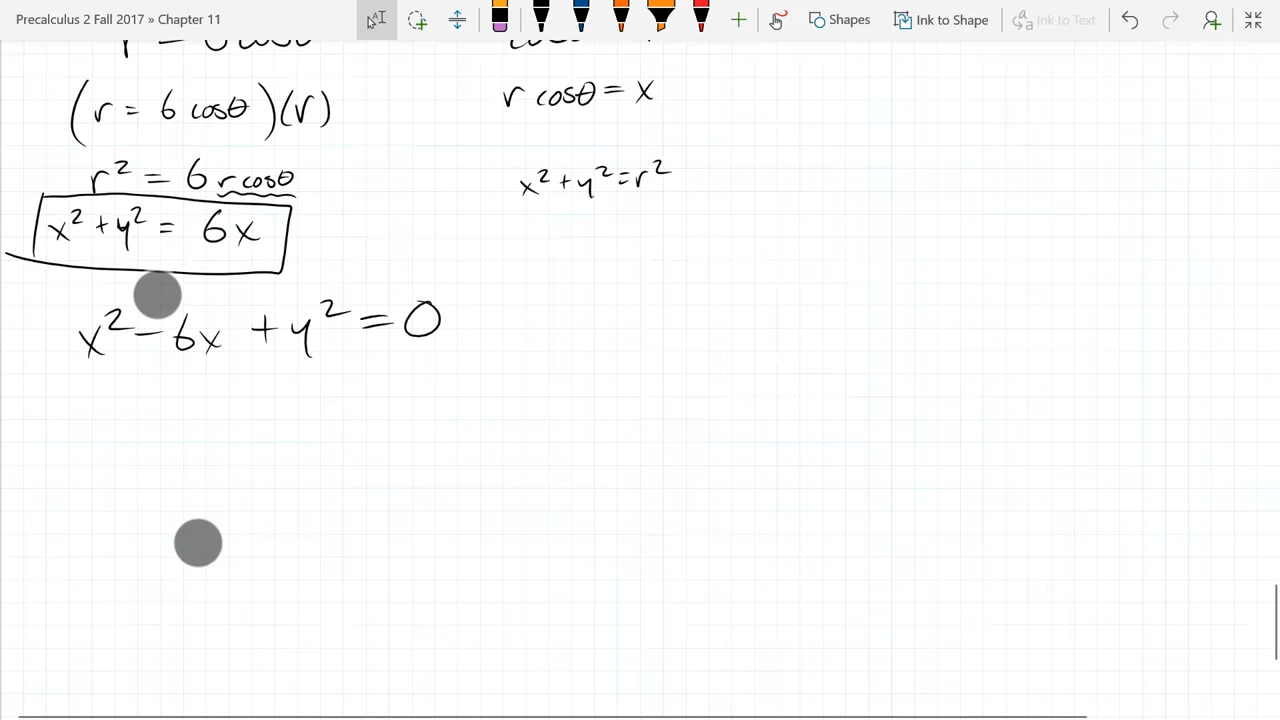 Precalculus 2 Fall 2017 » Chapter 11
Shapes
Ink to Shape
Ink to Text
(r = 6 cosθ)(r)
r cosθ = x
r² = 6 r cosθ
x² + y² = r²
x² + y² = 6x
x² - 6x + y² = 0